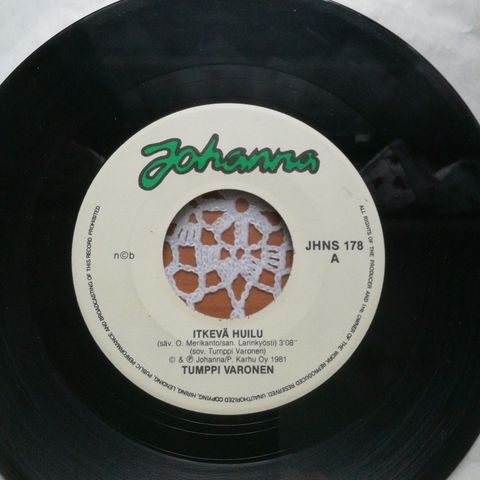 Johanna
JHNS 178
A
n©b
ITKEVÄ HUILU
(säv. O. Merikanto/san. Larinkyösti) 3'08"
(sov. Tumppi Varonen)
© & ℗ Johanna/P. Karhu Oy 1981
TUMPPI VARONEN
ALL RIGHTS OF THE PRODUCER AND THE OWNER OF THE WORK REPRODUCED RESERVED. UNAUTHORIZED COPYING, HIRING, LENDING, PUBLIC PERFORMANCE AND BROADCASTING OF THIS RECORD PROHIBITED.